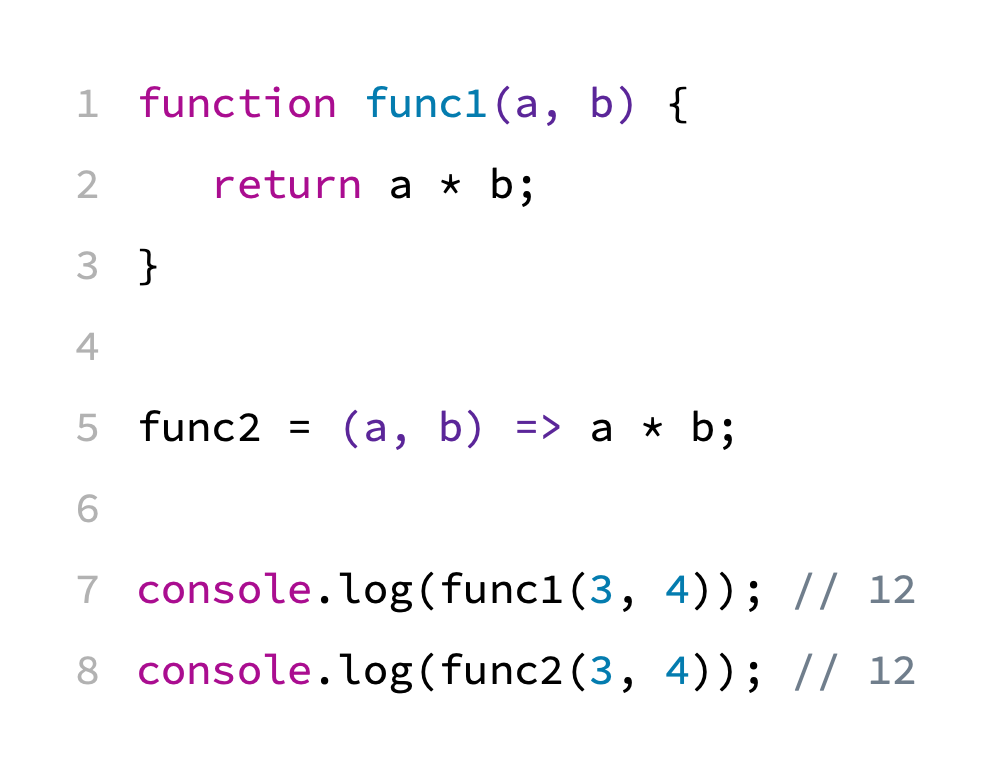 1 function func1(a, b) {
2    return a * b;
3 }
4
5 func2 = (a, b) => a * b;
6
7 console.log(func1(3, 4)); // 12
8 console.log(func2(3, 4)); // 12